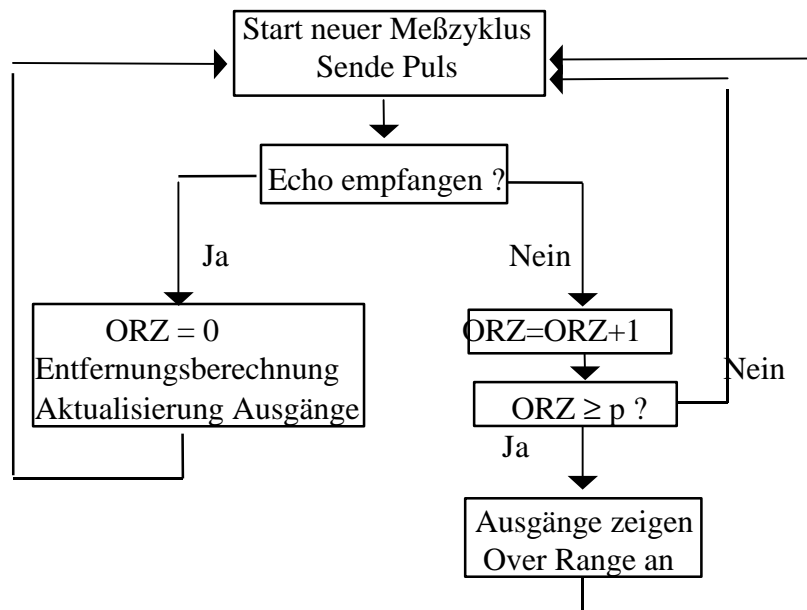 Start neuer Meßzyklus
Sende Puls
Echo empfangen ?
Ja
Nein
ORZ = 0
Entfernungsberechnung
Aktualisierung Ausgänge
ORZ=ORZ+1
Nein
ORZ ≥ p ?
Ja
Ausgänge zeigen
Over Range an